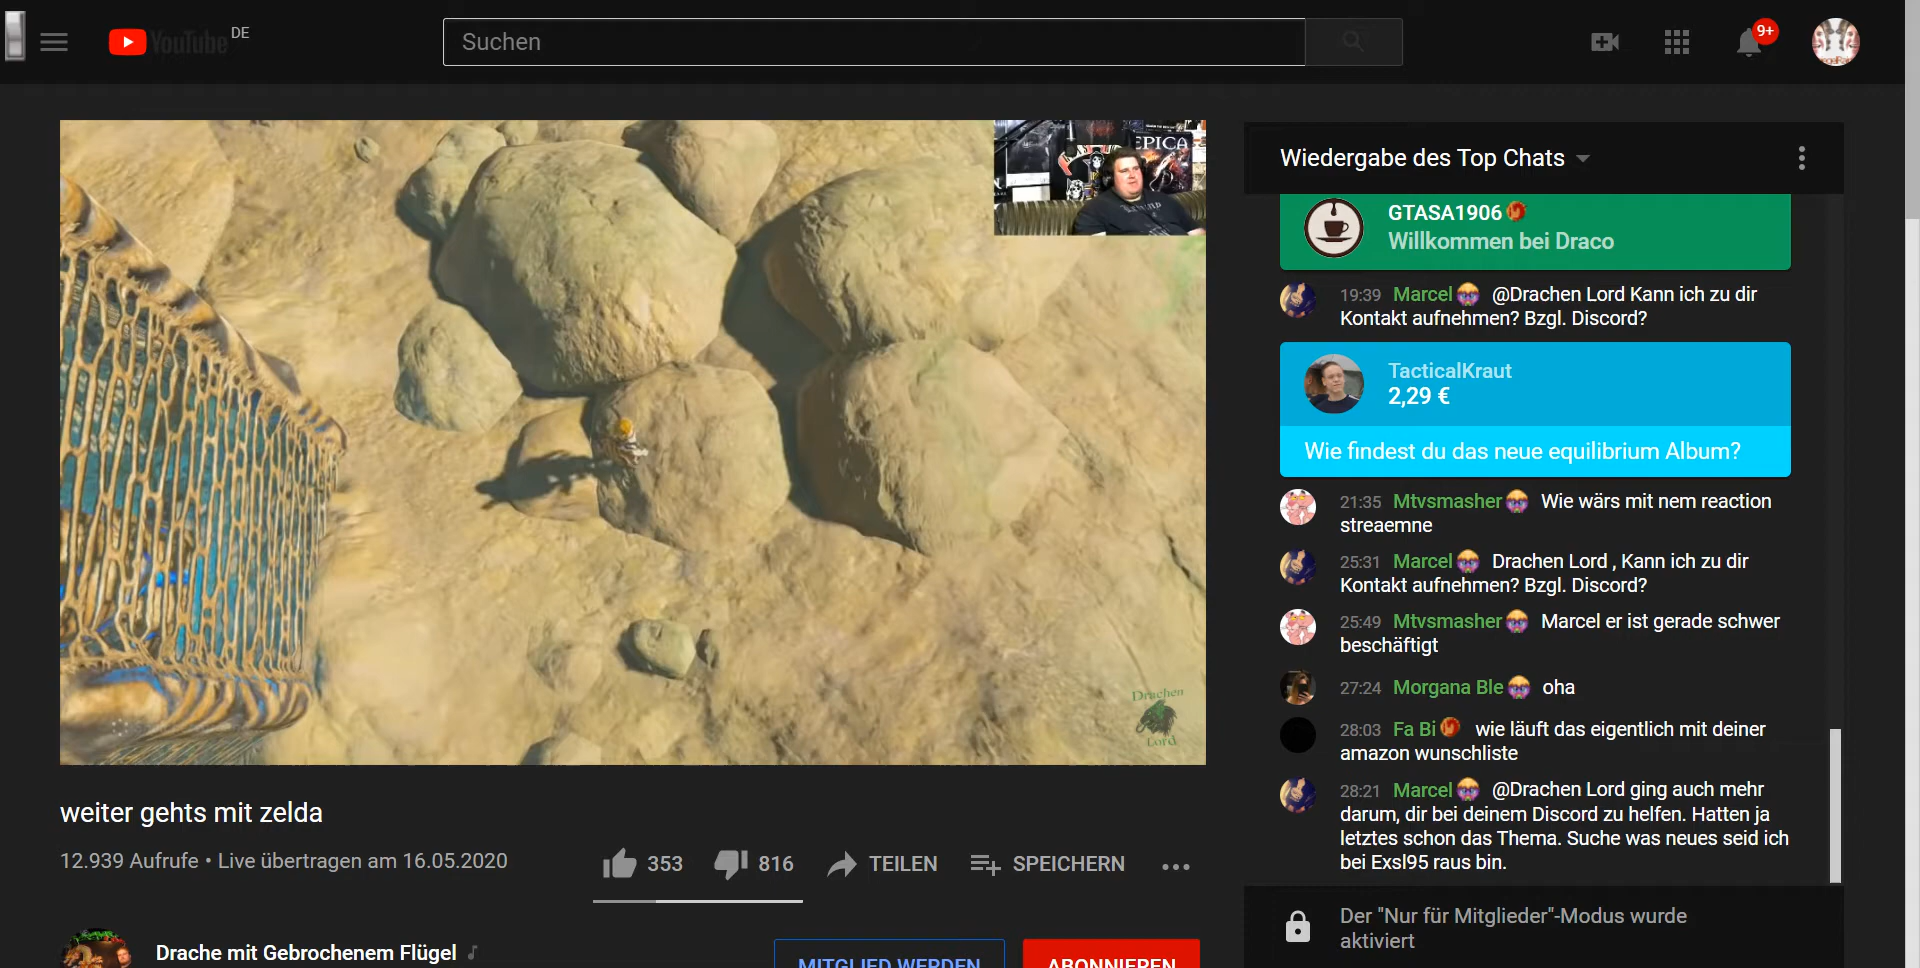 YouTube DE
Suchen
9+
EPICA
Drachen
Lord
weiter gehts mit zelda
12.939 Aufrufe • Live übertragen am 16.05.2020
353
816
TEILEN
SPEICHERN
Drache mit Gebrochenem Flügel
MITGLIED WERDEN
ABONNIEREN
Wiedergabe des Top Chats
GTASA1906
Willkommen bei Draco
19:39 Marcel @Drachen Lord Kann ich zu dir
Kontakt aufnehmen? Bzgl. Discord?
TacticalKraut
2,29 €
Wie findest du das neue equilibrium Album?
21:35 Mtvsmasher Wie wärs mit nem reaction
streaemne
25:31 Marcel Drachen Lord , Kann ich zu dir
Kontakt aufnehmen? Bzgl. Discord?
25:49 Mtvsmasher Marcel er ist gerade schwer
beschäftigt
27:24 Morgana Ble oha
28:03 Fa Bi wie läuft das eigentlich mit deiner
amazon wunschliste
28:21 Marcel @Drachen Lord ging auch mehr
darum, dir bei deinem Discord zu helfen. Hatten ja
letztes schon das Thema. Suche was neues seid ich
bei Exsl95 raus bin.
Der "Nur für Mitglieder"-Modus wurde
aktiviert